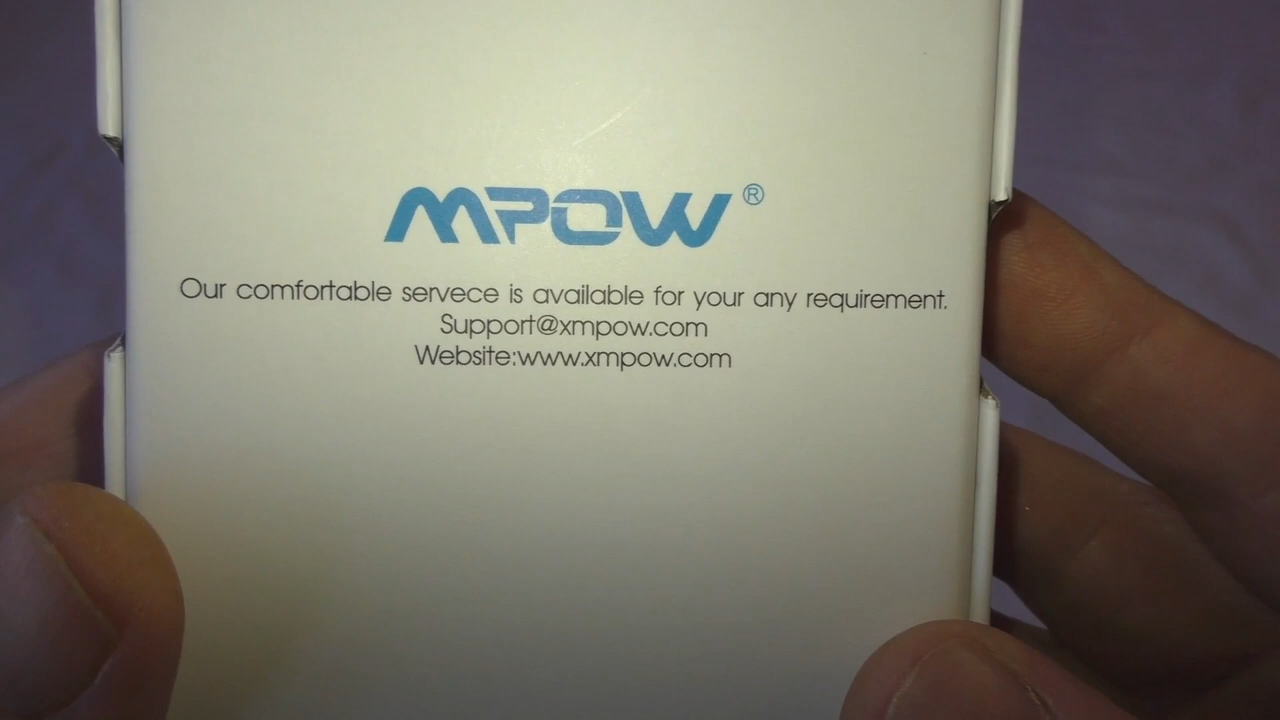 MPOW®
Our comfortable servece is available for your any requirement.
Support@xmpow.com
Website:www.xmpow.com